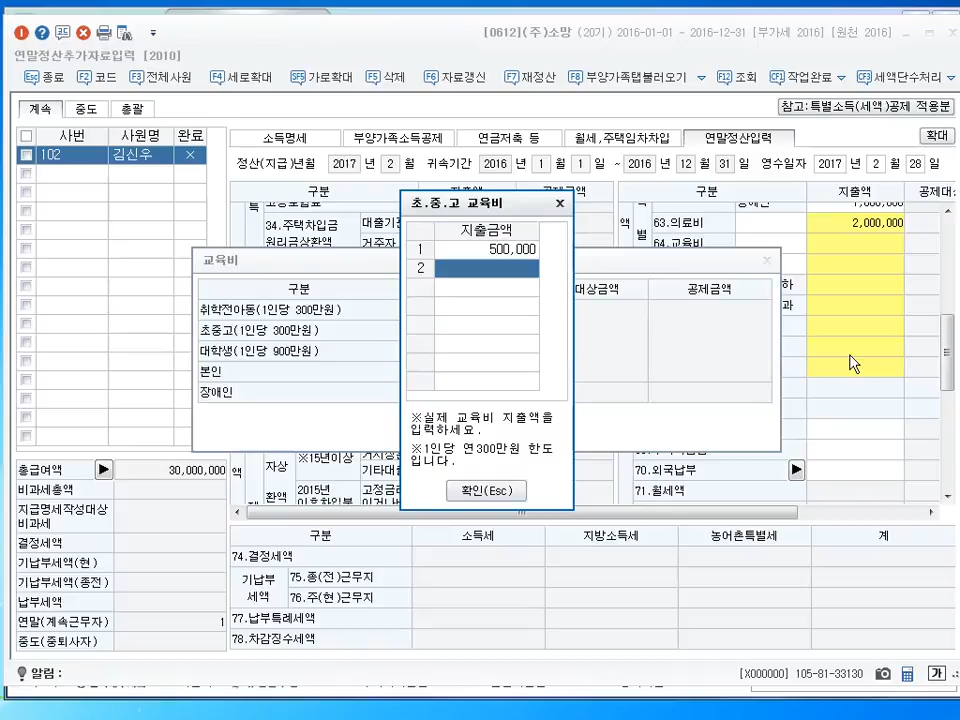 [0612](주)소망 (20기) 2016-01-01 ~ 2016-12-31 [부가세 2016] [원천 2016]
연말정산추가자료입력 [2010]
Esc 종료 F2 코드 F3 전체사원 F4 세로확대 SF5 가로확대 F5 삭제 F6 자료갱신 F7 재정산 F8 부양가족탭불러오기 F12 조회 CF1 작업완료 CF3 세액단수처리
계속 중도 총괄 참고:특별소득(세액)공제 적용분
사번 사원명 완료 소득명세 부양가족소득공제 연금저축 등 월세,주택임차차입 연말정산입력 확대
102 김신우 ×
정산(지급)년월 2017 년 2 월 귀속기간 2016 년 1 월 1 일 ~ 2016 년 12 월 31 일 영수일자 2017 년 2 월 28 일
구분 구분 지출액
특
34.주택차입금
원리금상환액
액
별
63.의료비 2,000,000
64.교육비
교육비
구분 대상금액 공제금액
취학전아동(1인당 300만원)
초중고(1인당 300만원)
대학생(1인당 900만원)
본인
장애인
초.중.고 교육비
지출금액
1 500,000
2
※실제 교육비 지출액을
입력하세요.
※1인당 연300만원 한도
입니다.
확인(Esc)
총급여액 30,000,000
비과세총액
지급명세작성대상
비과세
결정세액
기납부세액(현)
기납부세액(종전)
납부세액
연말(계속근무자) 1
중도(중퇴사자)
액
자상
환액
※15년이상
2015년
70.외국납부
71.월세액
구분 소득세 지방소득세 농어촌특별세 계
74.결정세액
기납부
세액
75.종(전)근무지
76.주(현)근무지
77.납부특례세액
78.차감징수세액
알림 :
[X000000] 105-81-33130 가